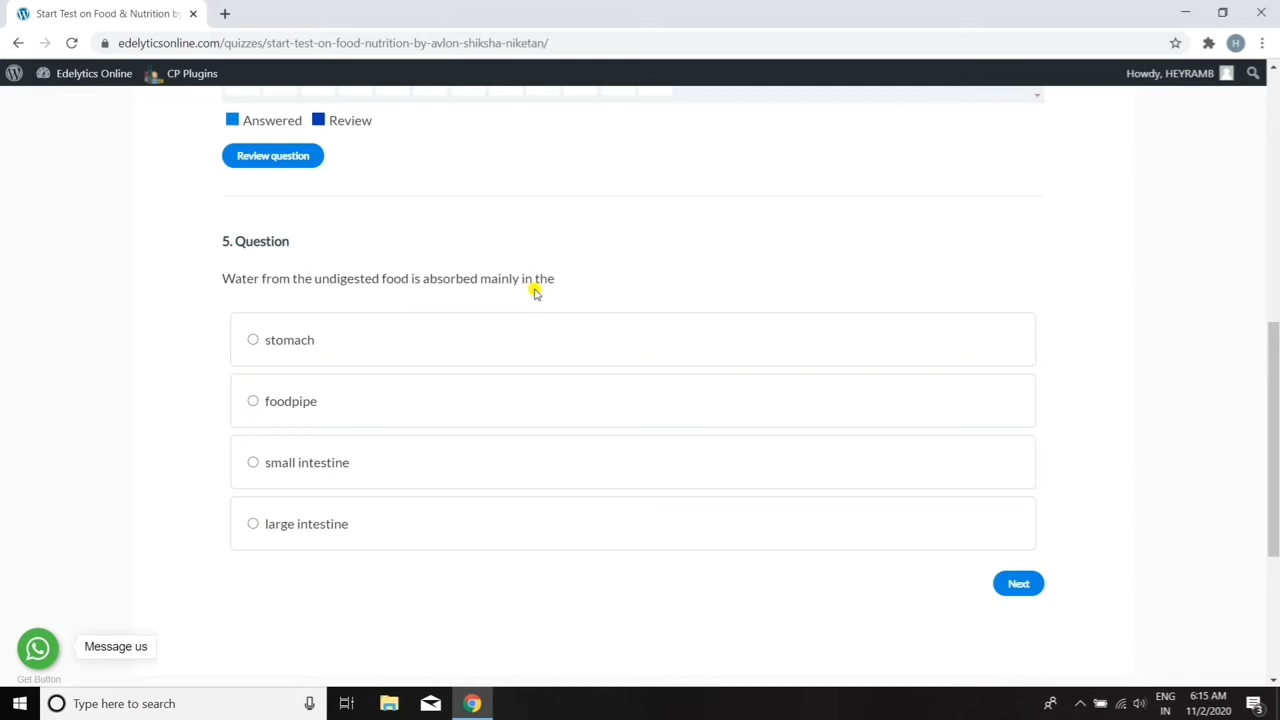 Start Test on Food & Nutrition by
edelyticsonline.com/quizzes/start-test-on-food-nutrition-by-avlon-shiksha-niketan/
H
Edelytics Online
CP Plugins
Howdy, HEYRAMB
Answered
Review
Review question
5. Question
Water from the undigested food is absorbed mainly in the
stomach
foodpipe
small intestine
large intestine
Next
Message us
Get Button
Type here to search
ENG
IN
6:15 AM
11/2/2020
3